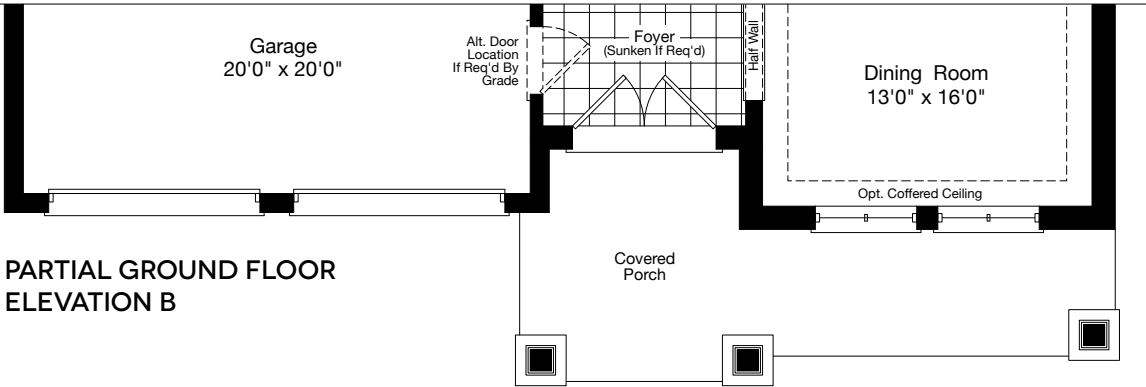 Garage
20'0" x 20'0"
Alt. Door
Location
If Req'd By
Grade
Foyer
(Sunken If Req'd)
Half Wall
Dining Room
13'0" x 16'0"
Opt. Coffered Ceiling
Covered
Porch
PARTIAL GROUND FLOOR
ELEVATION B